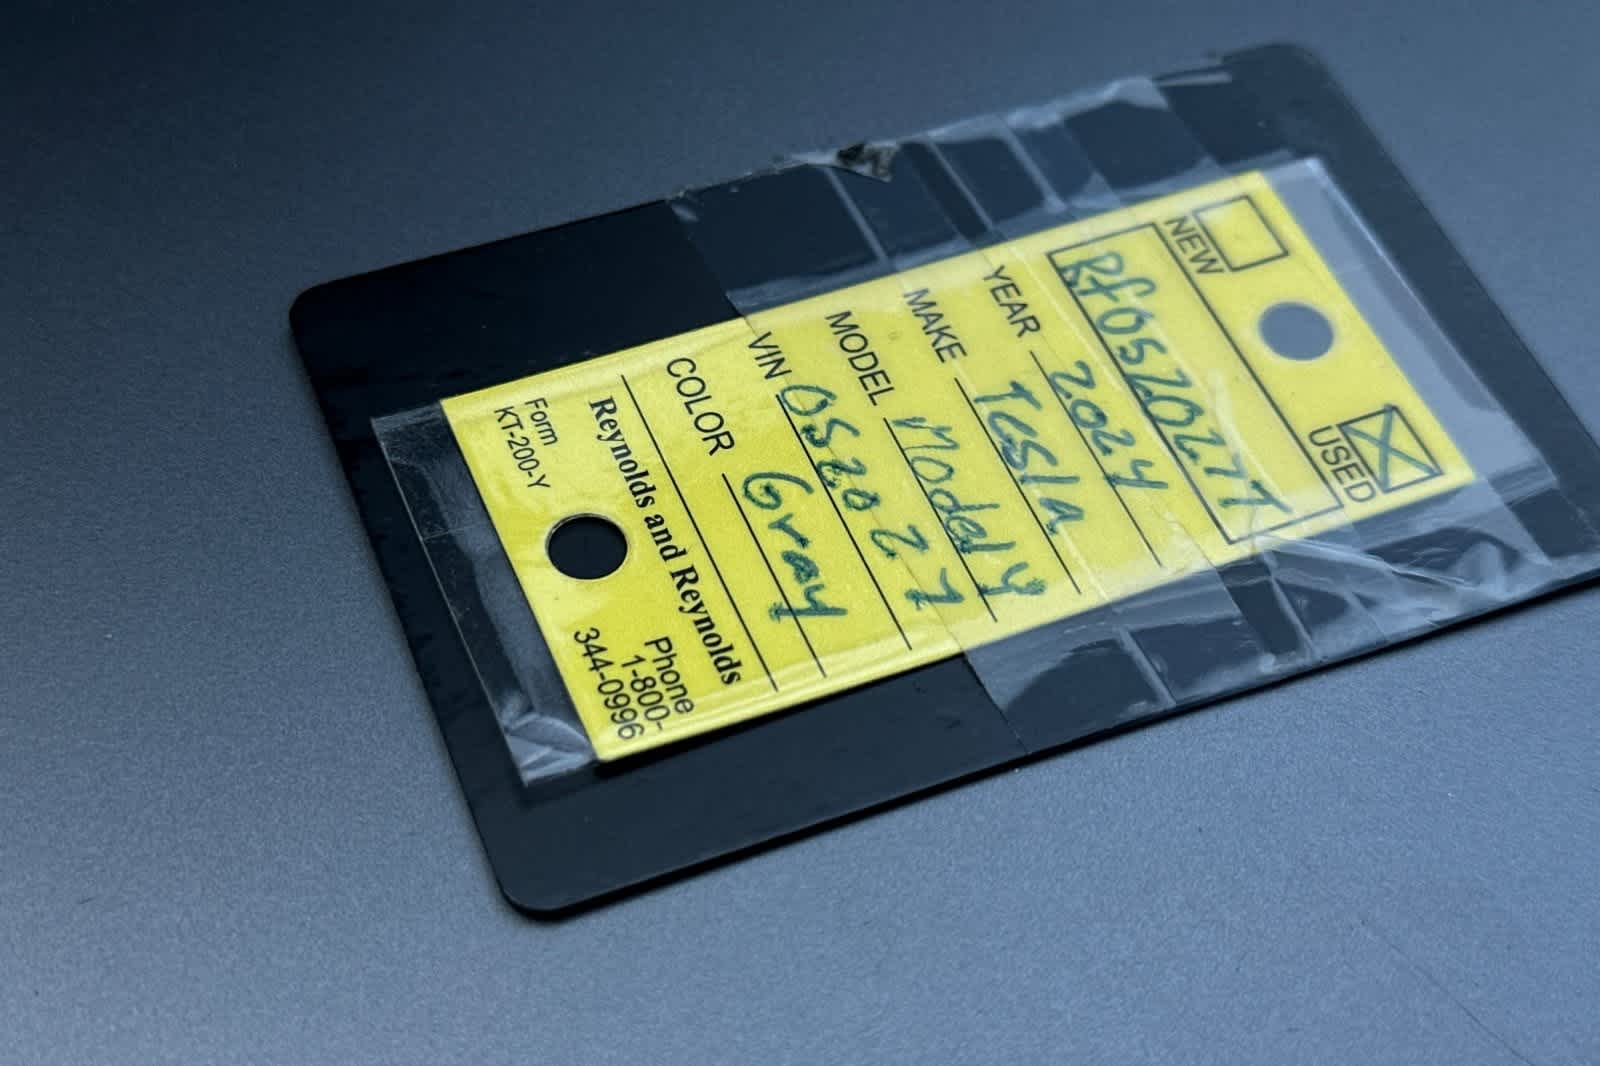 NEW USED
Rf052027T
YEAR 2024
MAKE Tesla
MODEL Model Y
VIN 052027
COLOR Gray
Reynolds and Reynolds
Form
KT-200-Y
Phone
1-800-
344-0996